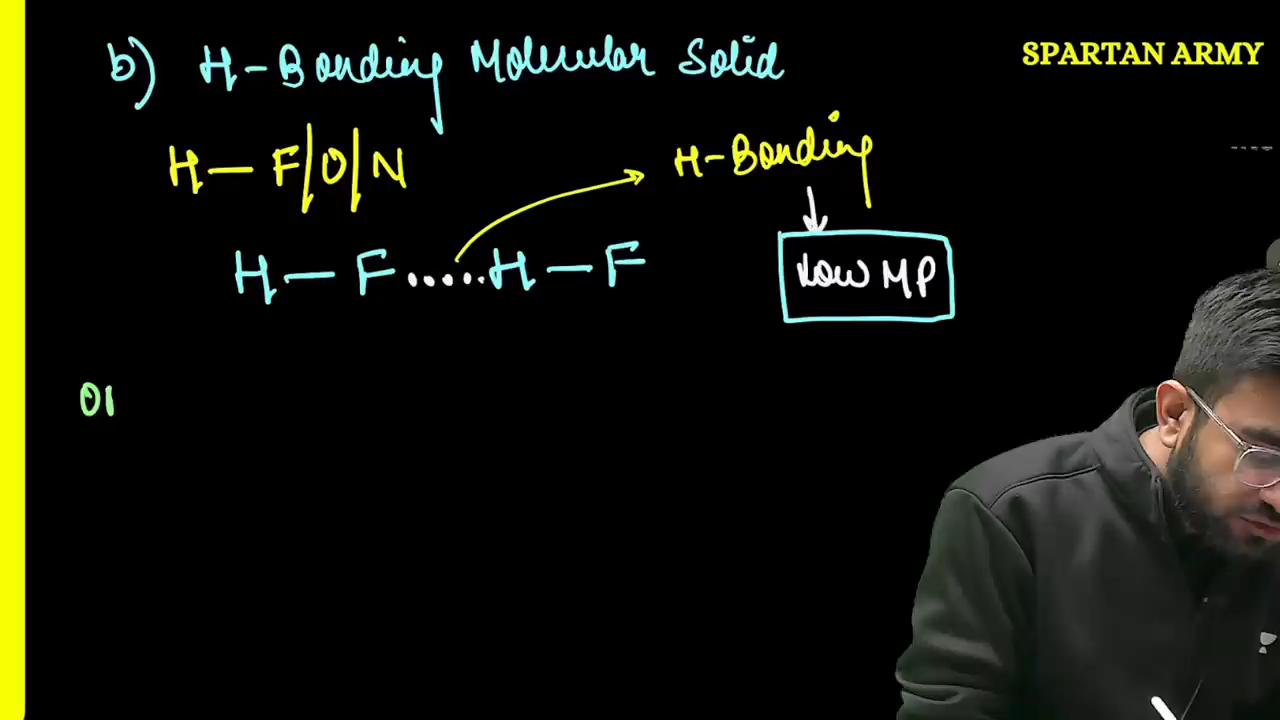 b) H-Bonding Molecular Solid
SPARTAN ARMY
H — F/O/N
H-Bonding
H — F.....H — F
Low MP
01